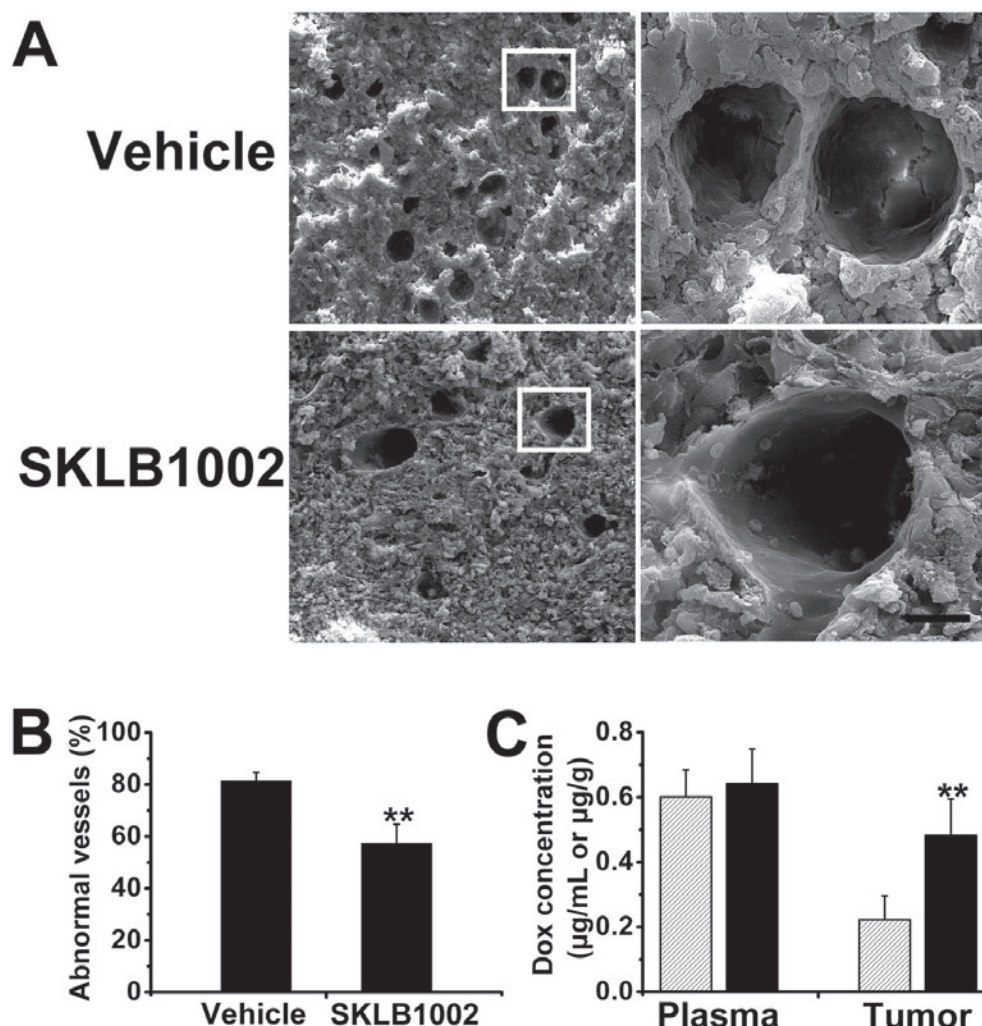 A
Vehicle
SKLB1002
B
Abnormal vessels (%)
100
80
60
40
20
0
**
Vehicle
SKLB1002
C
Dox concentration
(µg/mL or µg/g)
0.8
0.6
0.4
0.2
0.0
**
Plasma
Tumor